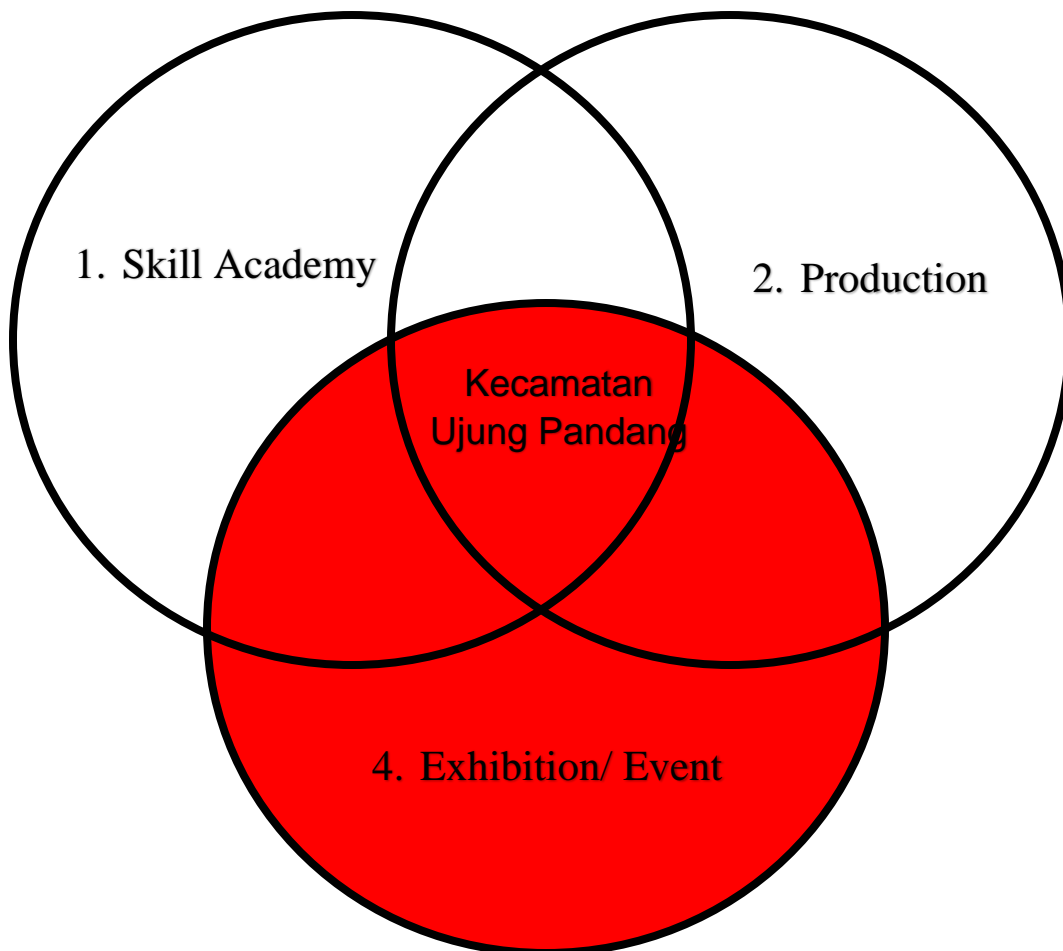 1. Skill Academy
2. Production
Kecamatan
Ujung Pandang
4. Exhibition/ Event